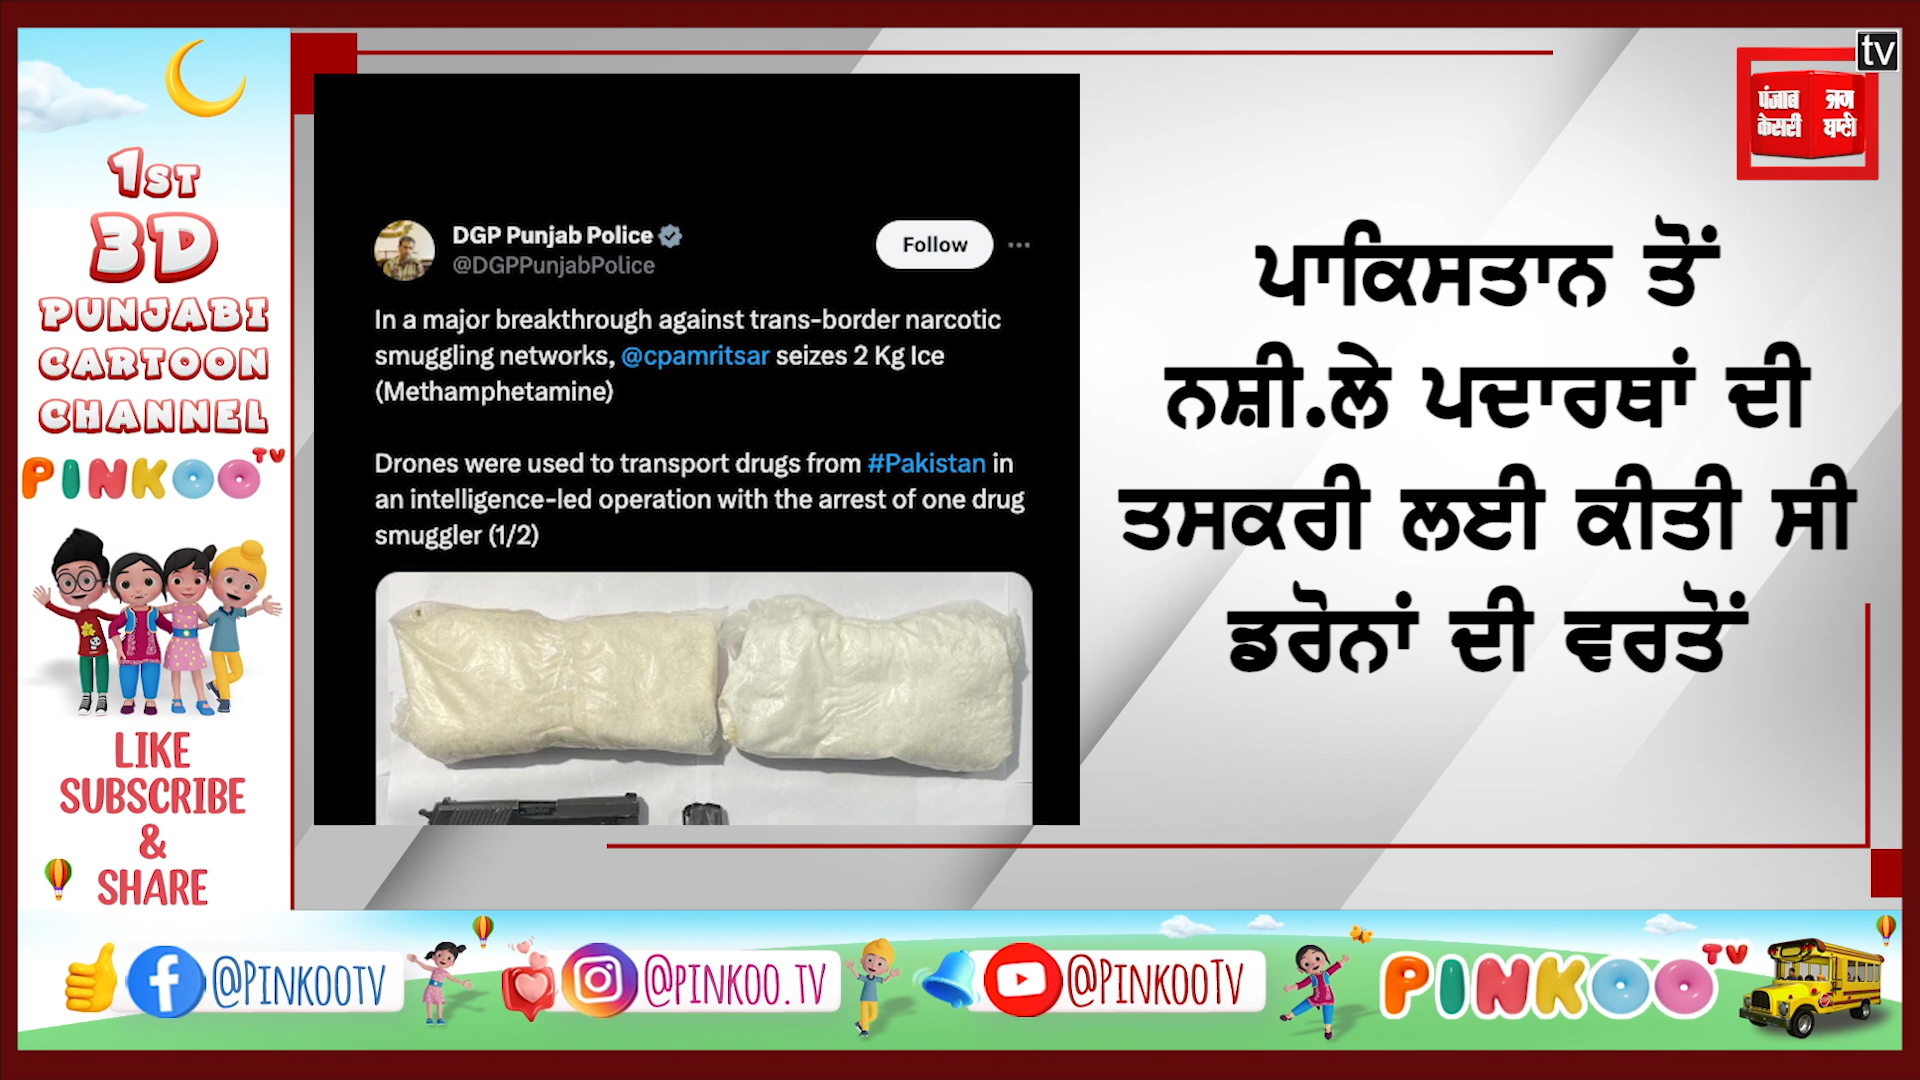 1ST
3D
PUNJABI
CARTOON
CHANNEL
PINKOO TV
LIKE
SUBSCRIBE
&
SHARE
DGP Punjab Police
@DGPPunjabPolice
Follow
In a major breakthrough against trans-border narcotic
smuggling networks, @cpamritsar seizes 2 Kg Ice
(Methamphetamine)
Drones were used to transport drugs from #Pakistan in
an intelligence-led operation with the arrest of one drug
smuggler (1/2)
tv
पंजाब
केसरी
ਜਗ
ਬਾਣੀ
ਪਾਕਿਸਤਾਨ ਤੋਂ
ਨਸ਼ੀ.ਲੇ ਪਦਾਰਥਾਂ ਦੀ
ਤਸਕਰੀ ਲਈ ਕੀਤੀ ਸੀ
ਡਰੋਨਾਂ ਦੀ ਵਰਤੋਂ
@PINKOOTV
@PINKOO.TV
@PINKOOTV
PINKOO TV